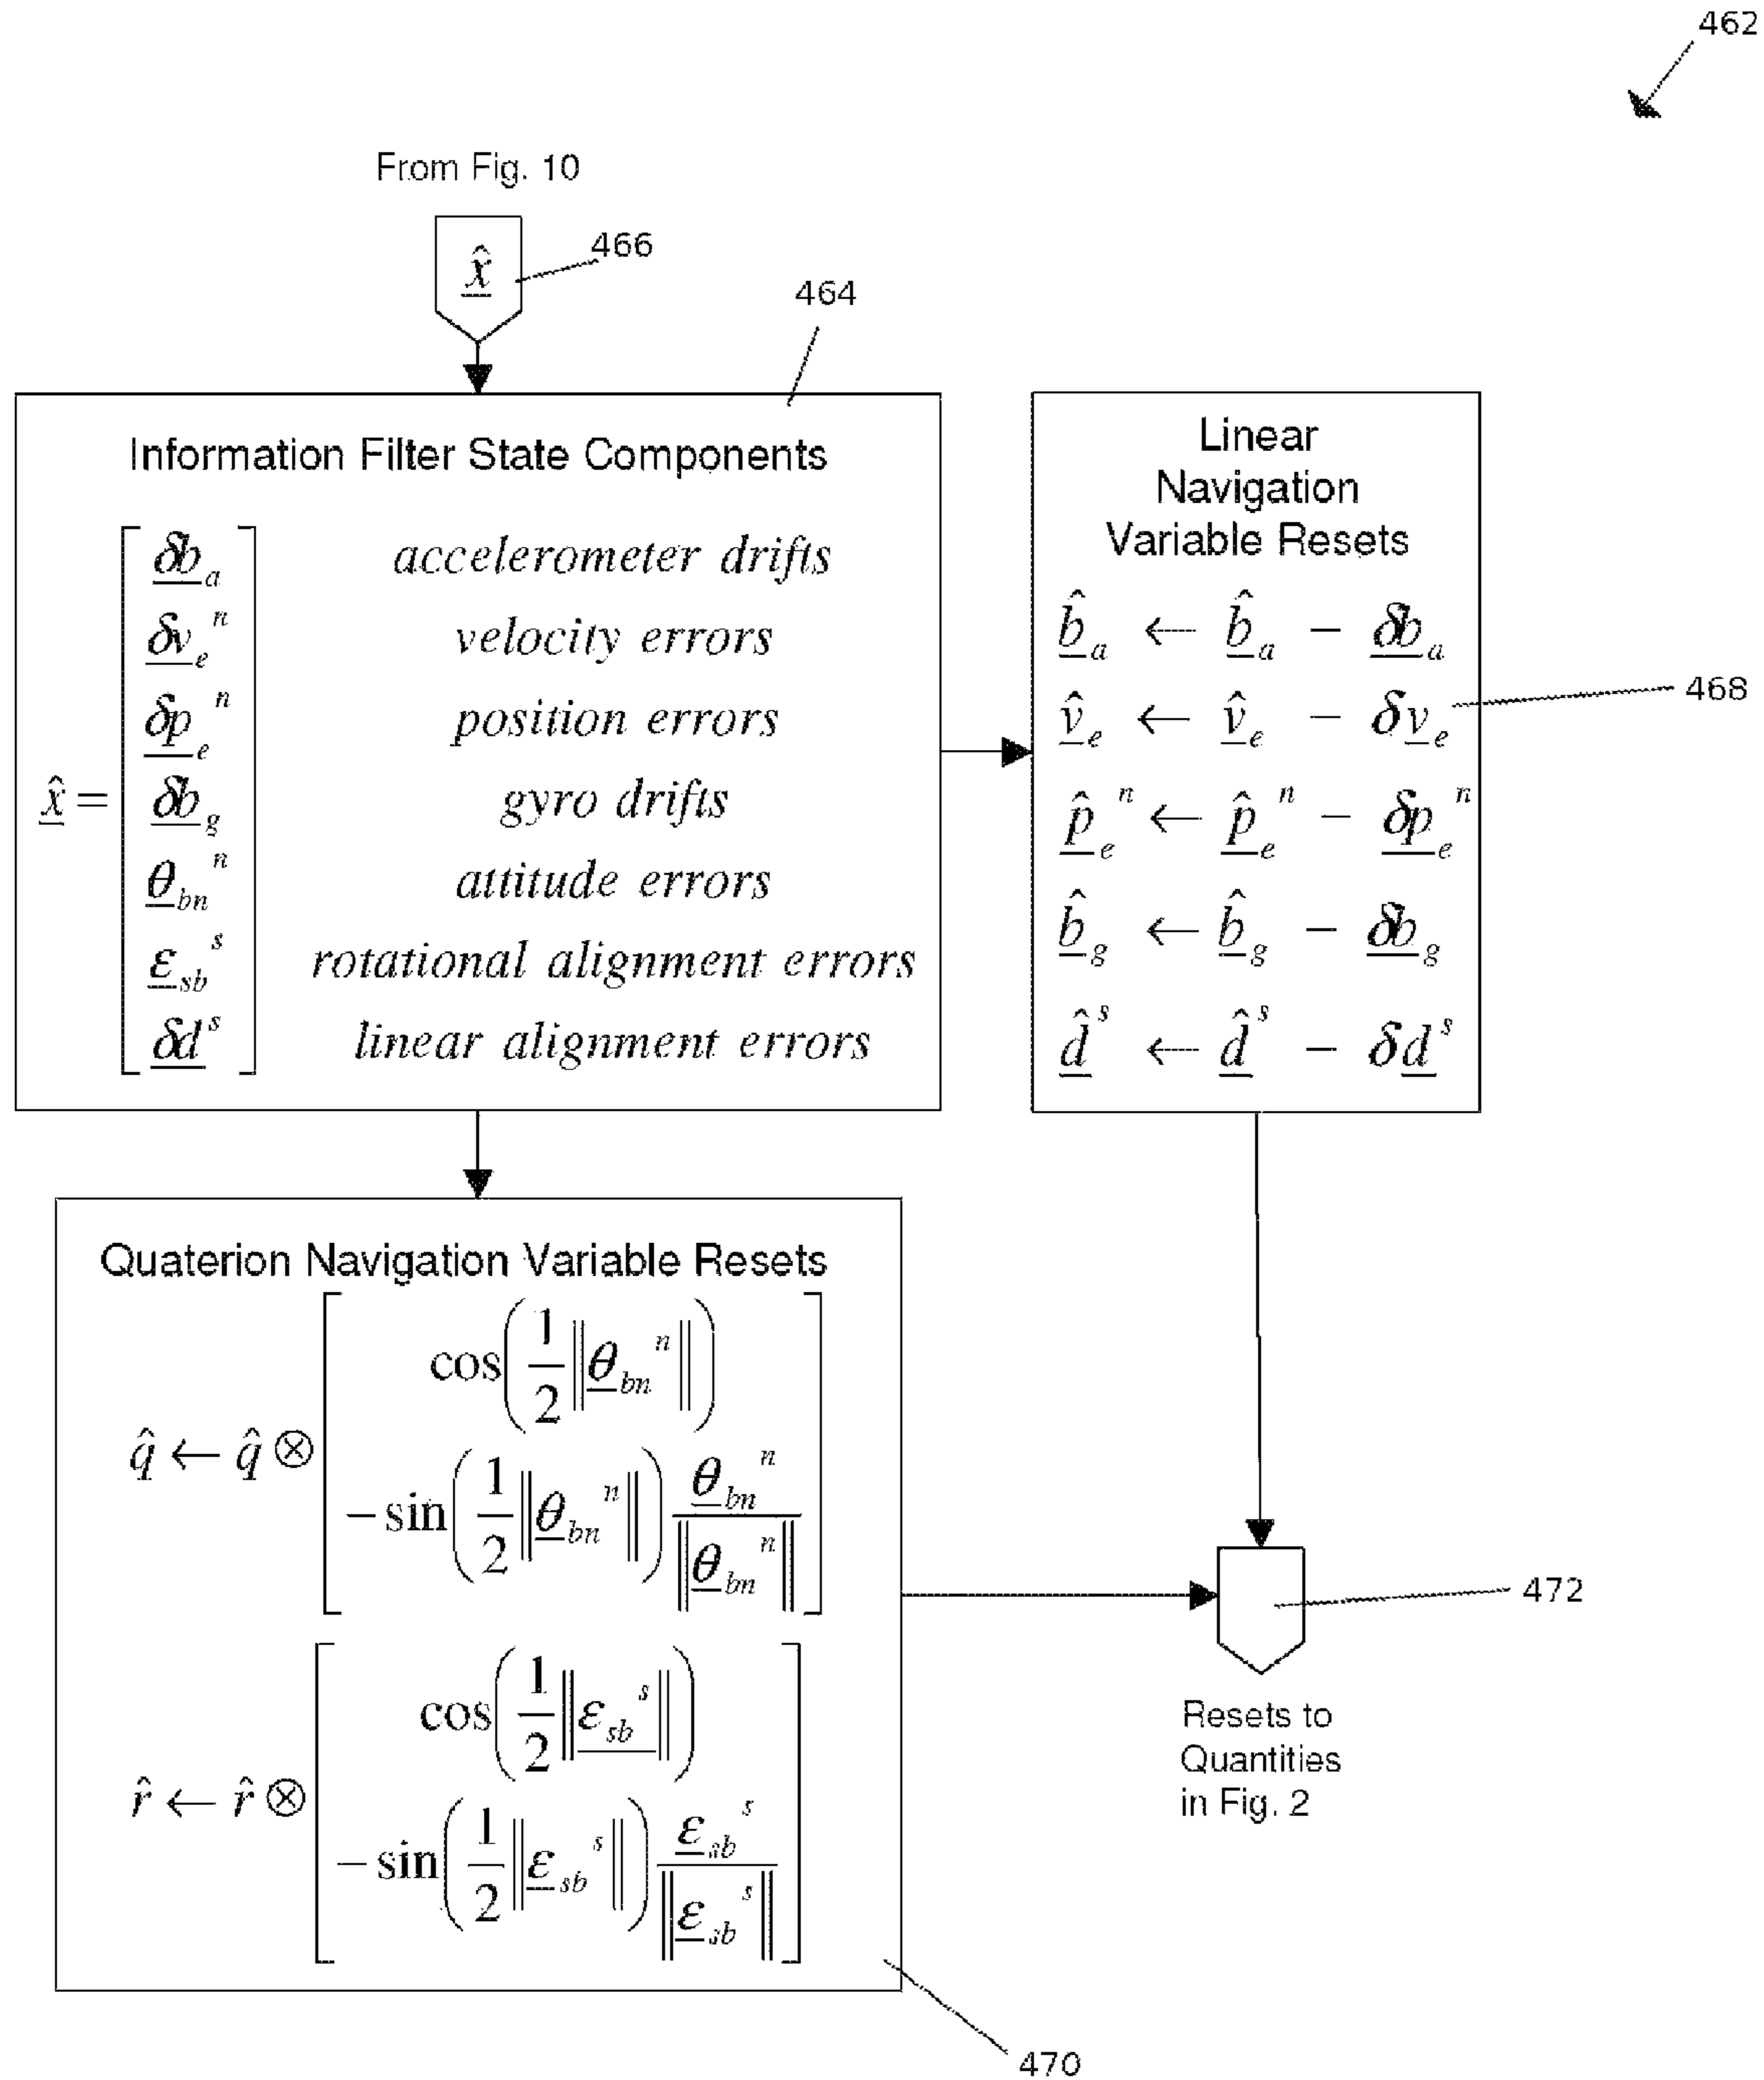 462
From Fig. 10
x̂
466
464
Information Filter State Components
x̂ =
δb_a accelerometer drifts
δv_e^n velocity errors
δp_e^n position errors
δb_g gyro drifts
θ_bn^n attitude errors
ε_sb^s rotational alignment errors
δd^s linear alignment errors
Linear
Navigation
Variable Resets
b̂_a ← b̂_a − δb_a
v̂_e ← v̂_e − δv_e
p̂_e^n ← p̂_e^n − δp_e^n
b̂_g ← b̂_g − δb_g
d̂^s ← d̂^s − δd^s
468
Quaterion Navigation Variable Resets
q̂ ← q̂ ⊗ [ cos(1/2 ‖θ_bn^n‖)
−sin(1/2 ‖θ_bn^n‖) θ_bn^n / ‖θ_bn^n‖ ]
r̂ ← r̂ ⊗ [ cos(1/2 ‖ε_sb^s‖)
−sin(1/2 ‖ε_sb^s‖) ε_sb^s / ‖ε_sb^s‖ ]
470
472
Resets to
Quantities
in Fig. 2